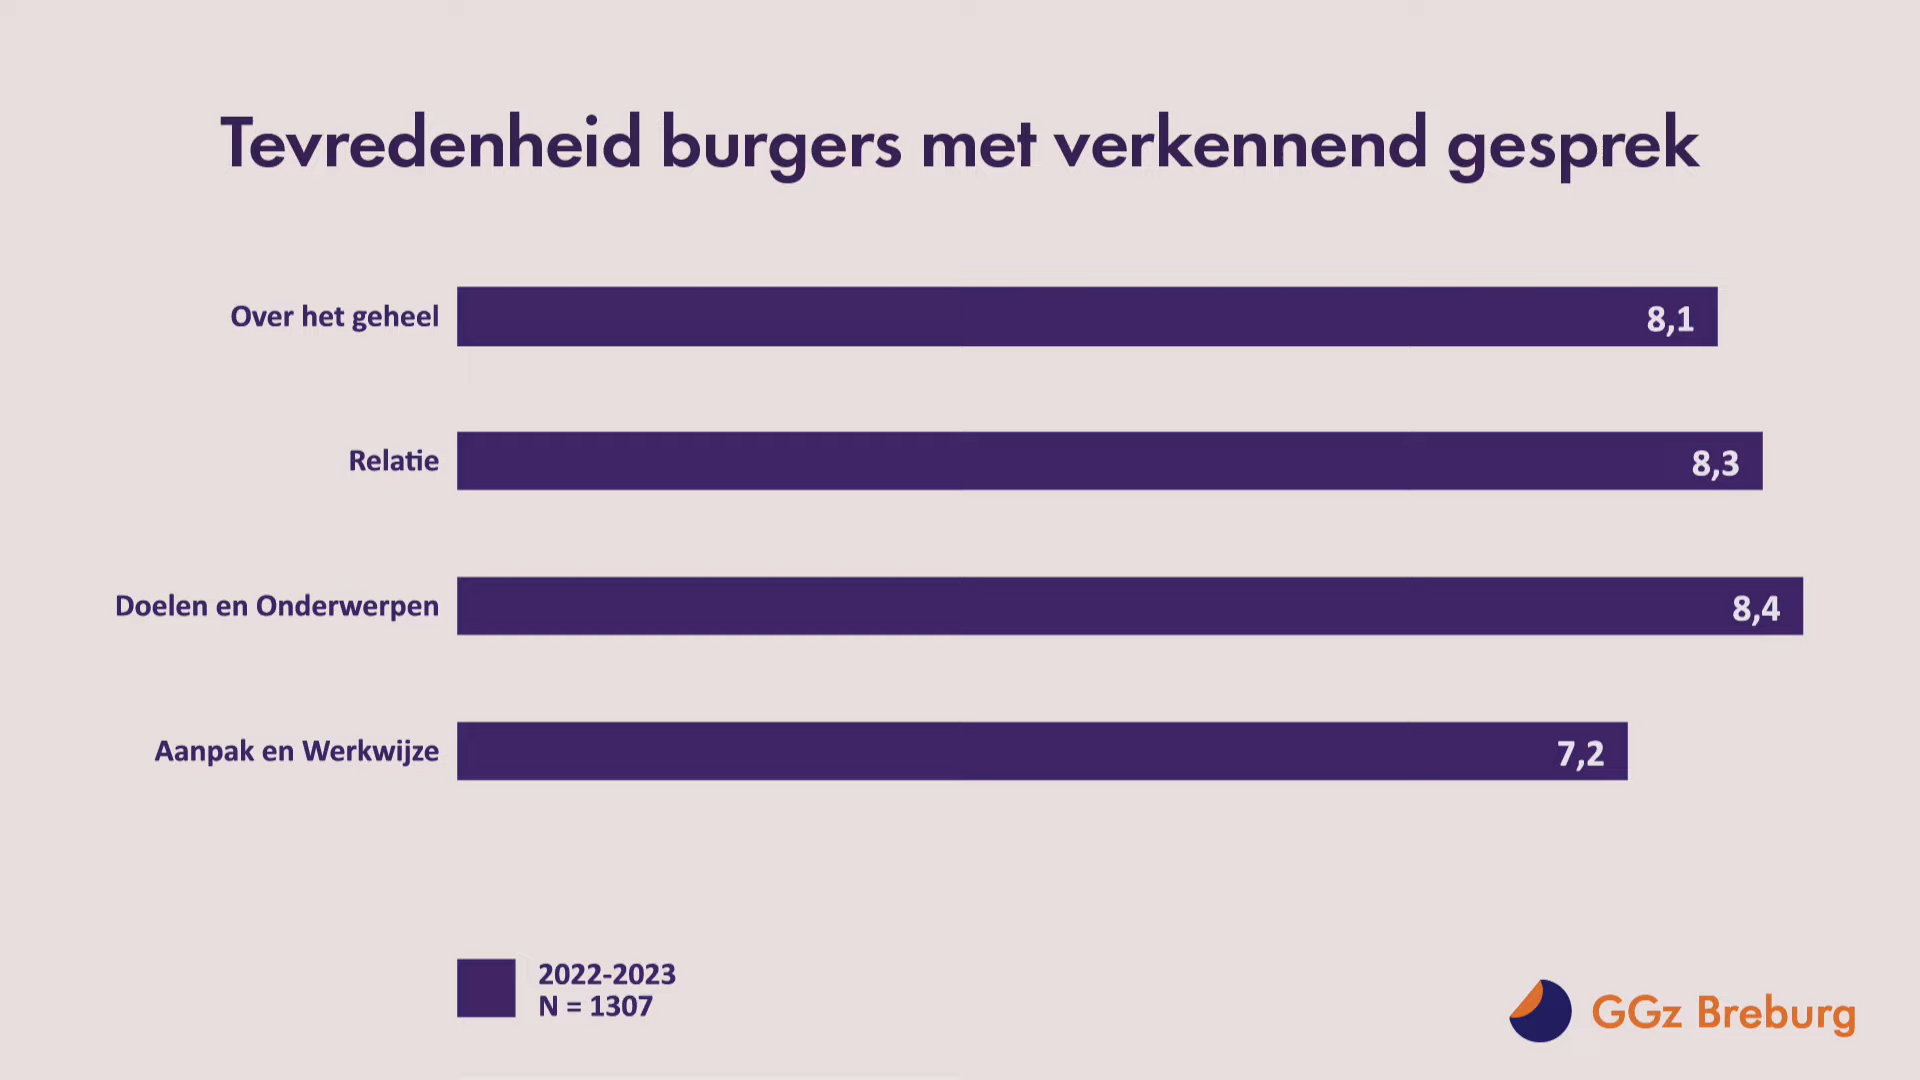 Tevredenheid burgers met verkennend gesprek
Over het geheel 8,1
Relatie 8,3
Doelen en Onderwerpen 8,4
Aanpak en Werkwijze 7,2
2022-2023
N = 1307
GGz Breburg